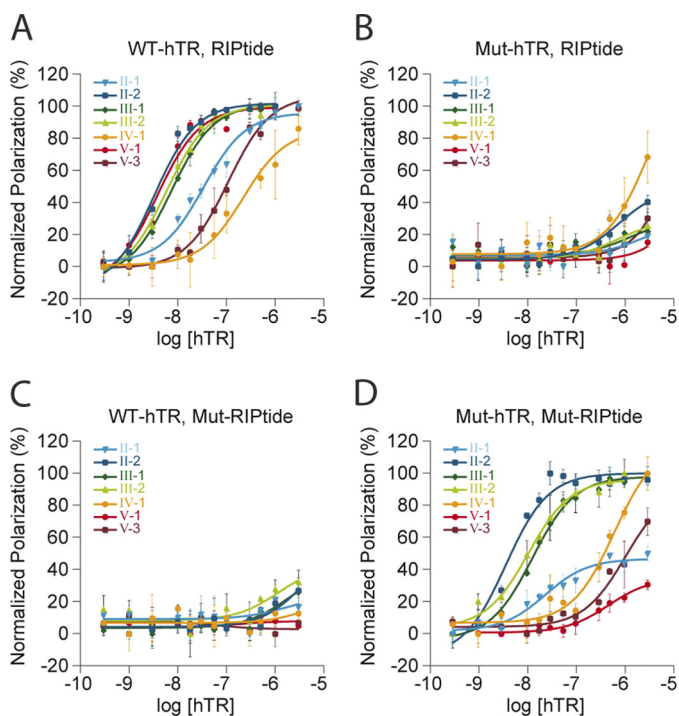 A
WT-hTR, RIPtide
Normalized Polarization (%)
120
100
80
60
40
20
0
-20
II-1
II-2
III-1
III-2
IV-1
V-1
V-3
-10 -9 -8 -7 -6 -5
log [hTR]
B
Mut-hTR, RIPtide
Normalized Polarization (%)
120
100
80
60
40
20
0
-20
II-1
II-2
III-1
III-2
IV-1
V-1
V-3
-10 -9 -8 -7 -6 -5
log [hTR]
C
WT-hTR, Mut-RIPtide
Normalized Polarization (%)
120
100
80
60
40
20
0
-20
II-1
II-2
III-1
III-2
IV-1
V-1
V-3
-10 -9 -8 -7 -6 -5
log [hTR]
D
Mut-hTR, Mut-RIPtide
Normalized Polarization (%)
120
100
80
60
40
20
0
-20
II-1
II-2
III-1
III-2
IV-1
V-1
V-3
-10 -9 -8 -7 -6 -5
log [hTR]